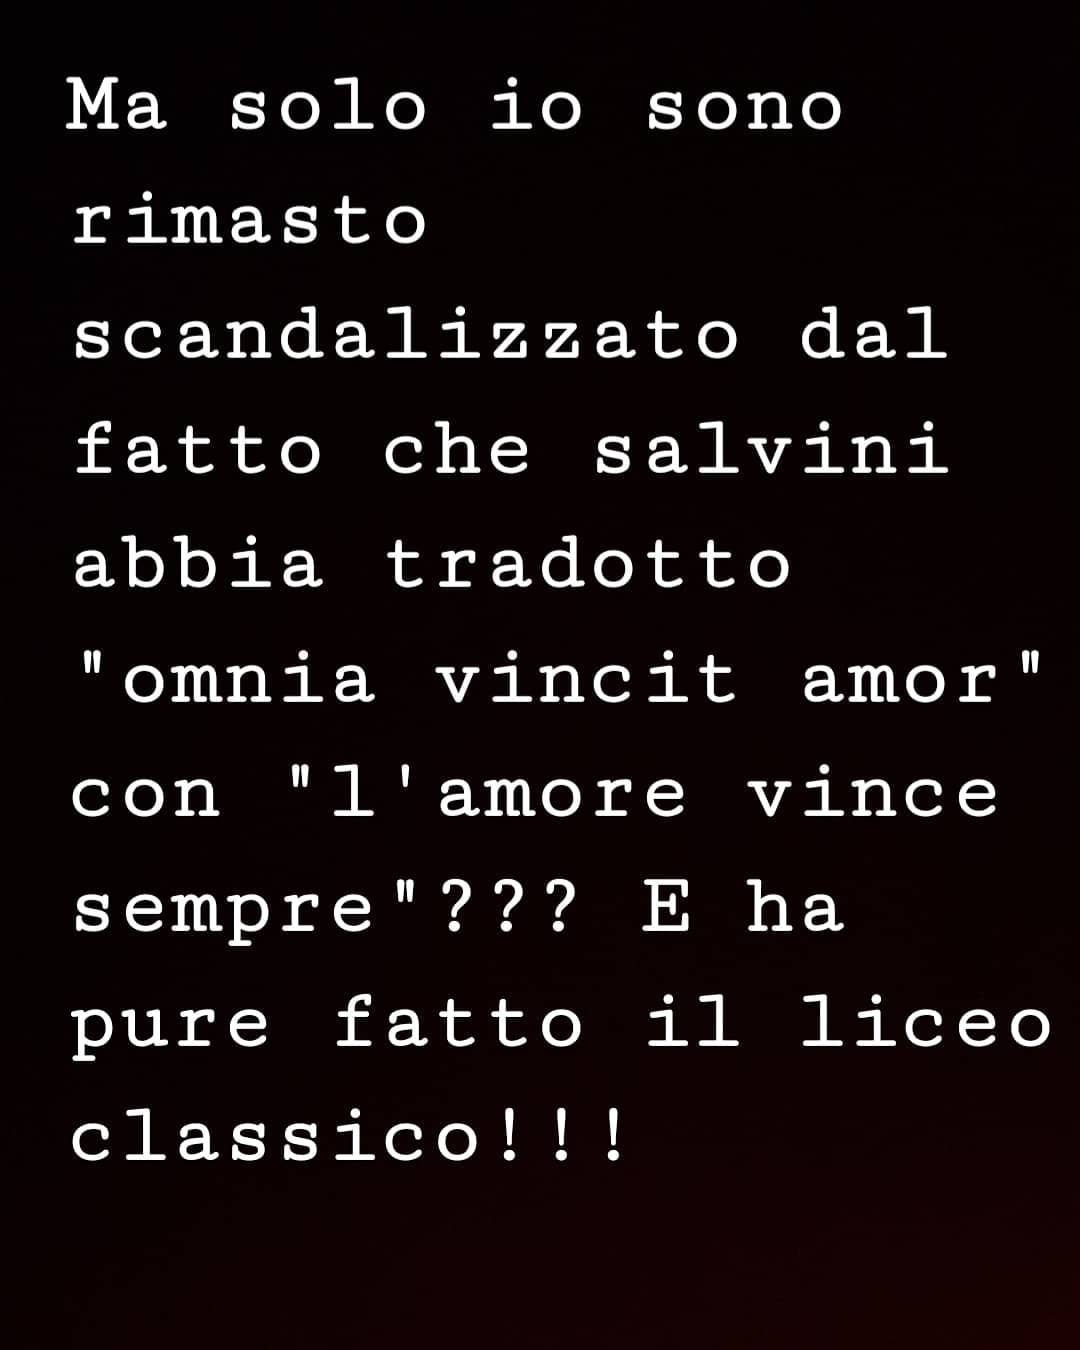 Ma solo io sono
rimasto
scandalizzato dal
fatto che salvini
abbia tradotto
"omnia vincit amor"
con "l'amore vince
sempre"??? E ha
pure fatto il liceo
classico!!!